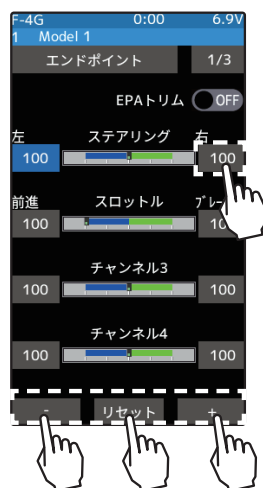 F-4G 0:00 6.9V
1 Model 1
エンドポイント 1/3
EPAトリム OFF
左 ステアリング 右
100 100
前進 スロットル
100
チャンネル3
100 100
チャンネル4
100 100
- リセット +